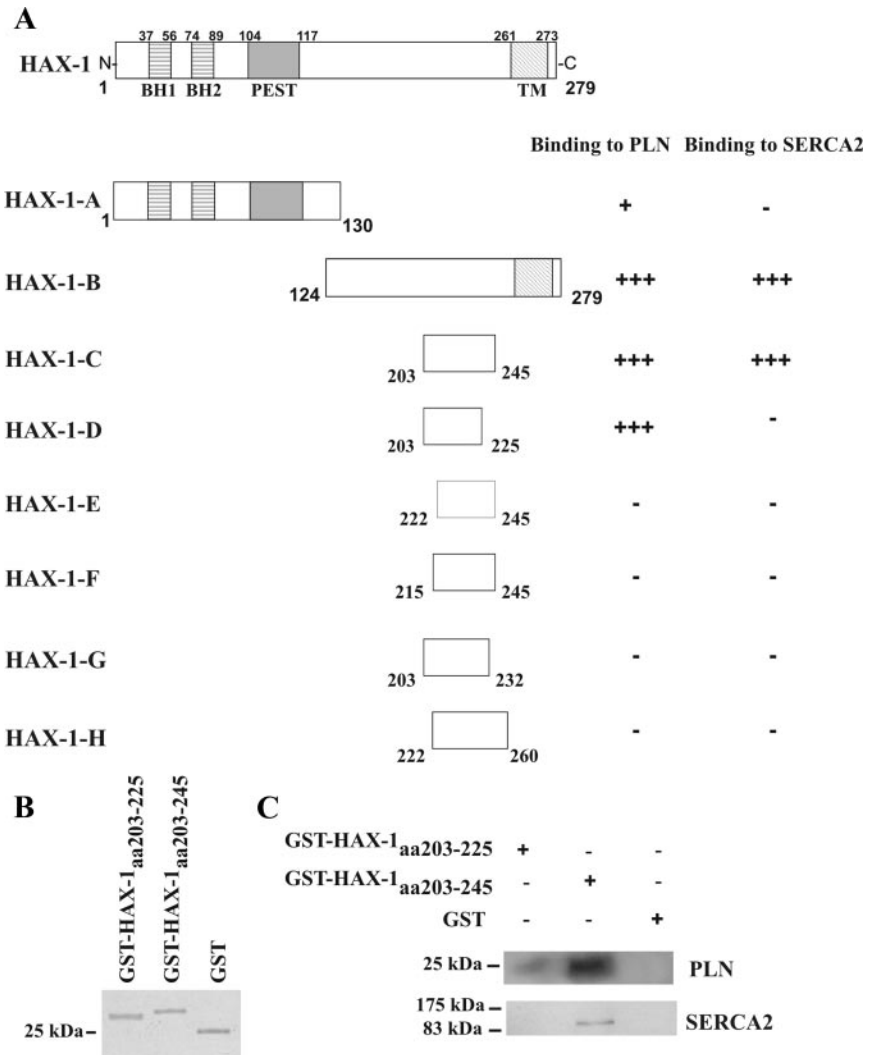 A
37 56 74 89 104 117 261 273
HAX-1 N- -C
1 BH1 BH2 PEST TM 279
Binding to PLN Binding to SERCA2
HAX-1-A + -
1 130
HAX-1-B +++ +++
124 279
HAX-1-C +++ +++
203 245
HAX-1-D +++ -
203 225
HAX-1-E - -
222 245
HAX-1-F - -
215 245
HAX-1-G - -
203 232
HAX-1-H - -
222 260
B
GST-HAX-1aa203-225
GST-HAX-1aa203-245
GST
25 kDa –
C
GST-HAX-1aa203-225 + - -
GST-HAX-1aa203-245 - + -
GST - - +
25 kDa – PLN
175 kDa –
83 kDa – SERCA2